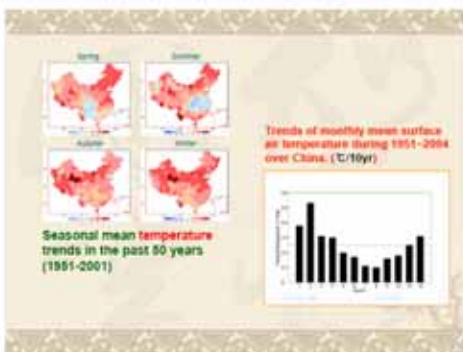 Spring
Summer
Autumn
Winter
Seasonal mean temperature
trends in the past 50 years
(1951-2001)
Trends of monthly mean surface
air temperature during 1951~2004
over China. (℃/10yr)